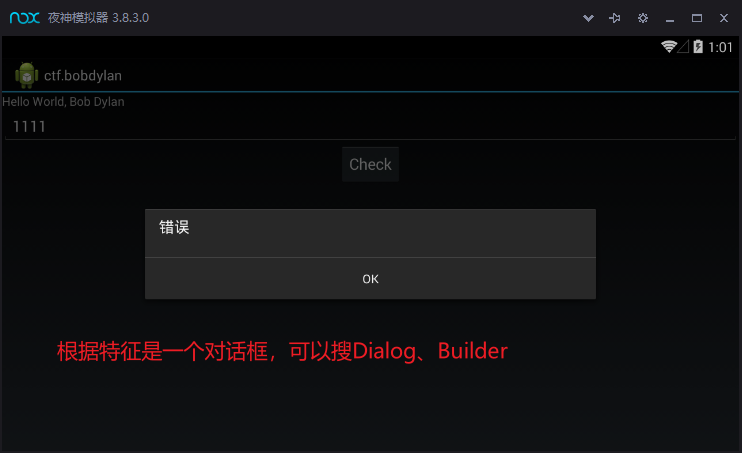 nox 夜神模拟器 3.8.3.0
1:01
ctf.bobdylan
Hello World, Bob Dylan
1111
Check
错误
OK
根据特征是一个对话框，可以搜Dialog、Builder